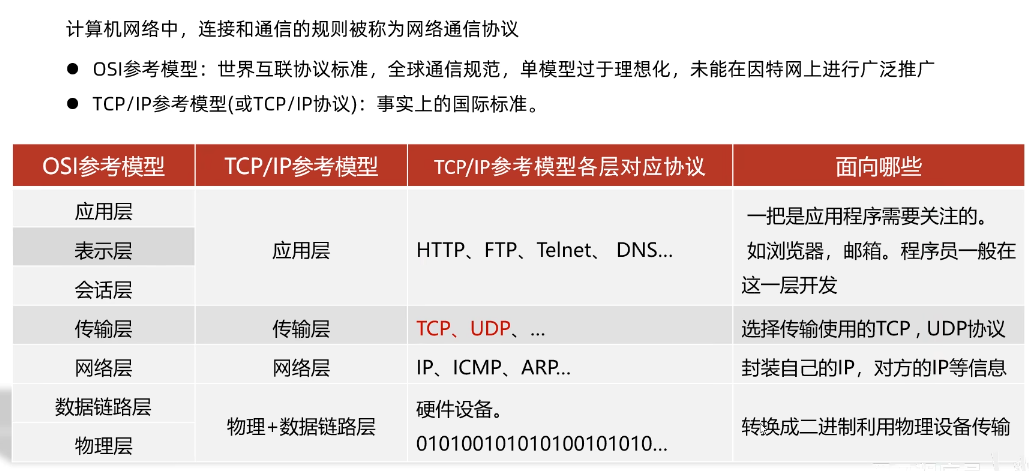 计算机网络中，连接和通信的规则被称为网络通信协议
● OSI参考模型：世界互联协议标准，全球通信规范，单模型过于理想化，未能在因特网上进行广泛推广
● TCP/IP参考模型(或TCP/IP协议)：事实上的国际标准。
OSI参考模型 TCP/IP参考模型 TCP/IP参考模型各层对应协议 面向哪些
应用层
表示层
会话层
应用层
HTTP、FTP、Telnet、 DNS...
一把是应用程序需要关注的。
如浏览器，邮箱。程序员一般在
这一层开发
传输层 传输层 TCP、UDP、... 选择传输使用的TCP , UDP协议
网络层 网络层 IP、ICMP、ARP... 封装自己的IP，对方的IP等信息
数据链路层
物理层
物理+数据链路层
硬件设备。
010100101010100101010...
转换成二进制利用物理设备传输